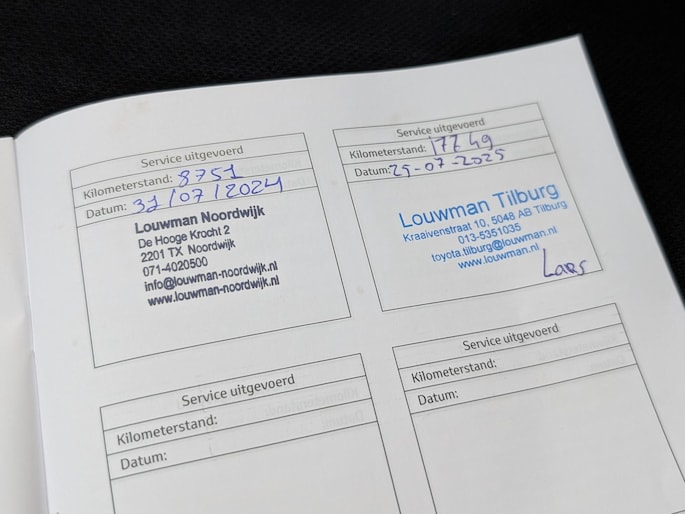 Service uitgevoerd
Kilometerstand: 8751
Datum: 31/07/2024
Louwman Noordwijk
De Hooge Krocht 2
2201 TX Noordwijk
071-4020500
info@louwman-noordwijk.nl
www.louwman-noordwijk.nl
Service uitgevoerd
Kilometerstand: 17749
Datum: 25-07-2025
Louwman Tilburg
Kraaivenstraat 10, 5048 AB Tilburg
013-5351035
toyota.tilburg@louwman.nl
www.louwman.nl
Lars
Service uitgevoerd
Kilometerstand:
Datum:
Service uitgevoerd
Kilometerstand:
Datum: